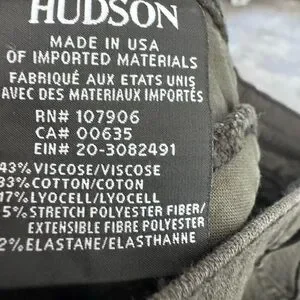 HUDSON
MADE IN USA
OF IMPORTED MATERIALS
FABRIQUÉ AUX ETATS UNIS
AVEC DES MATERIAUX IMPORTÉS
RN# 107906
CA# 00635
EIN# 20-3082491
43% VISCOSE/VISCOSE
33% COTTON/COTTON
17% LYOCELL/LYOCELL
5% STRETCH POLYESTER FIBER/
EXTENSIBLE FIBRE POLYESTER
2% ELASTANE/ELASTHANNE